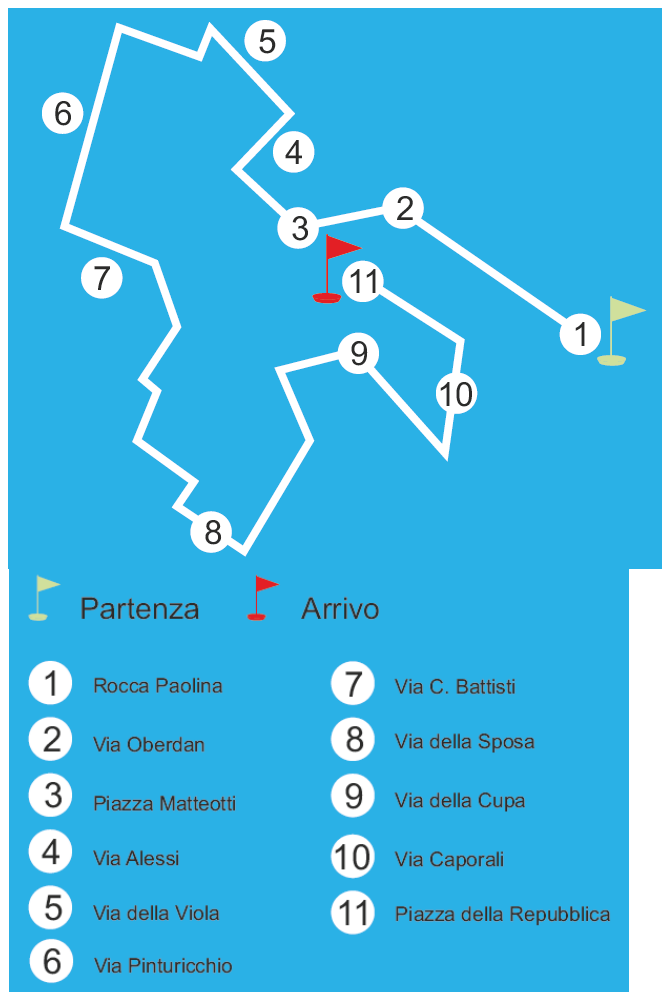 5
6
4
2
3
11
7
1
9
10
8
Partenza
Arrivo
1 Rocca Paolina
2 Via Oberdan
3 Piazza Matteotti
4 Via Alessi
5 Via della Viola
6 Via Pinturicchio
7 Via C. Battisti
8 Via della Sposa
9 Via della Cupa
10 Via Caporali
11 Piazza della Repubblica